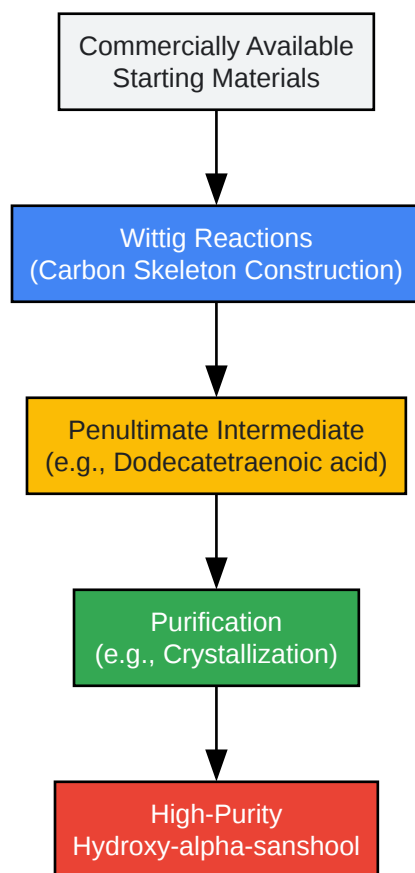 Commercially Available
Starting Materials
Wittig Reactions
(Carbon Skeleton Construction)
Penultimate Intermediate
(e.g., Dodecatetraenoic acid)
Purification
(e.g., Crystallization)
High-Purity
Hydroxy-alpha-sanshool